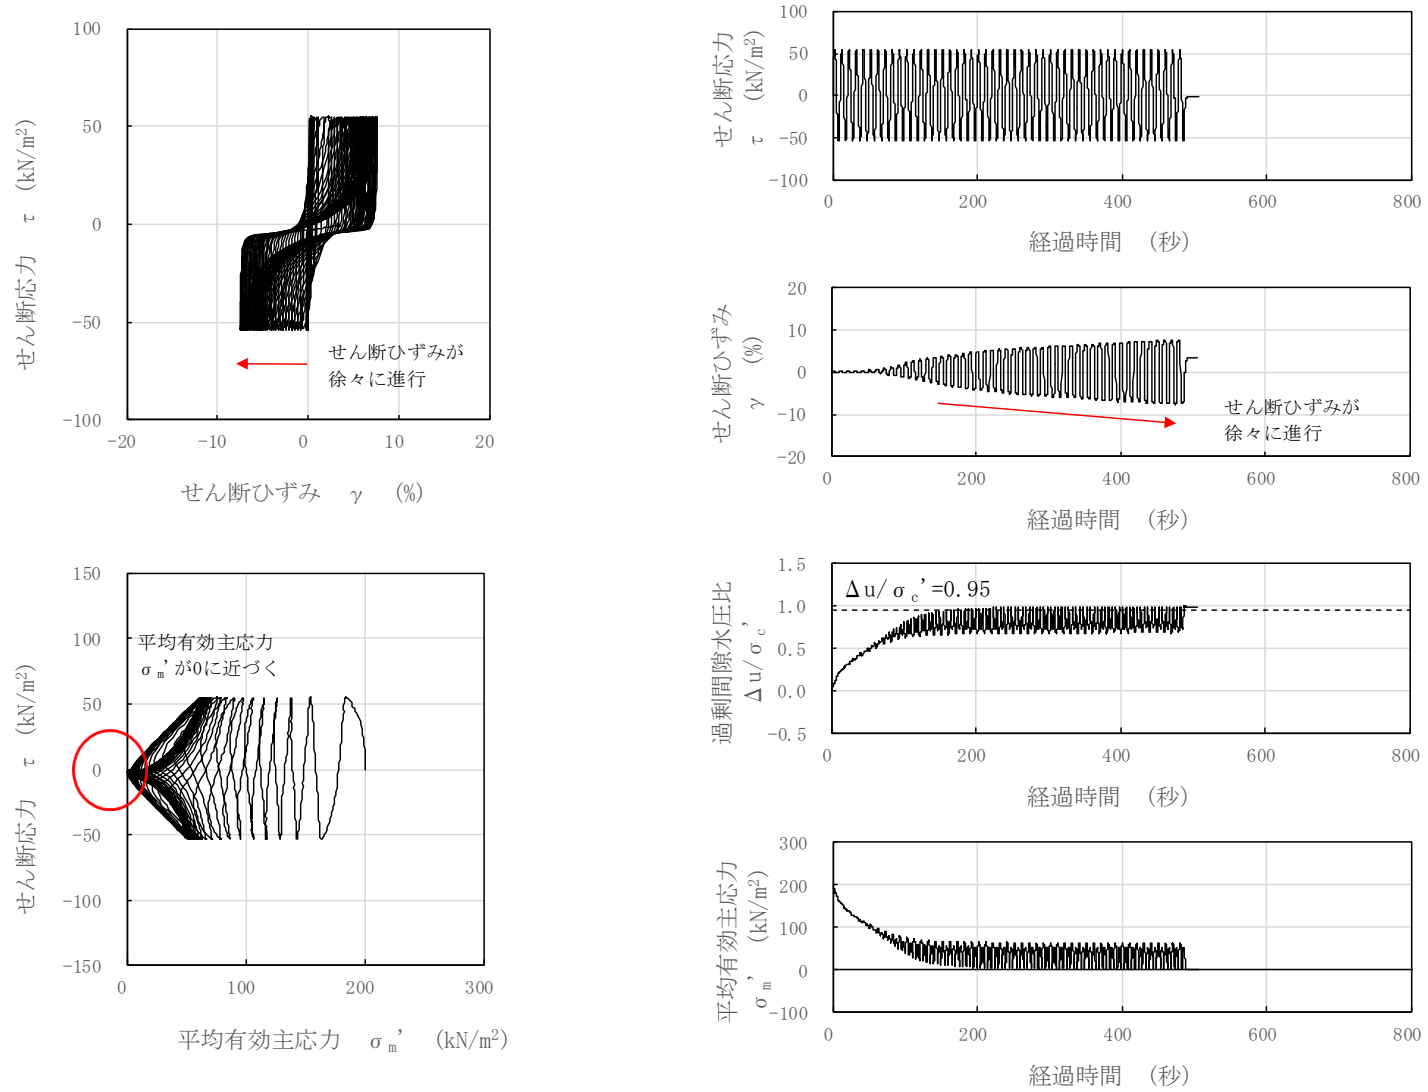 100
50
0
-50
-100
-20
-10
0
10
20
せん断応力 τ (kN/m²)
せん断ひずみ γ (%)
せん断ひずみが
徐々に進行
150
100
50
0
-50
-100
-150
0
100
200
300
せん断応力 τ (kN/m²)
平均有効主応力 σm' (kN/m²)
平均有効主応力
σm'が0に近づく
100
50
0
-50
-100
0
200
400
600
800
せん断応力
τ (kN/m²)
経過時間 (秒)
20
10
0
-10
-20
0
200
400
600
800
せん断ひずみ
γ (%)
経過時間 (秒)
せん断ひずみが
徐々に進行
1.5
1.0
0.5
0.0
-0.5
0
200
400
600
800
過剰間隙水圧比
Δu/σc'
経過時間 (秒)
Δu/σc'=0.95
300
200
100
0
-100
0
200
400
600
800
平均有効主応力
σm' (kN/m²)
経過時間 (秒)